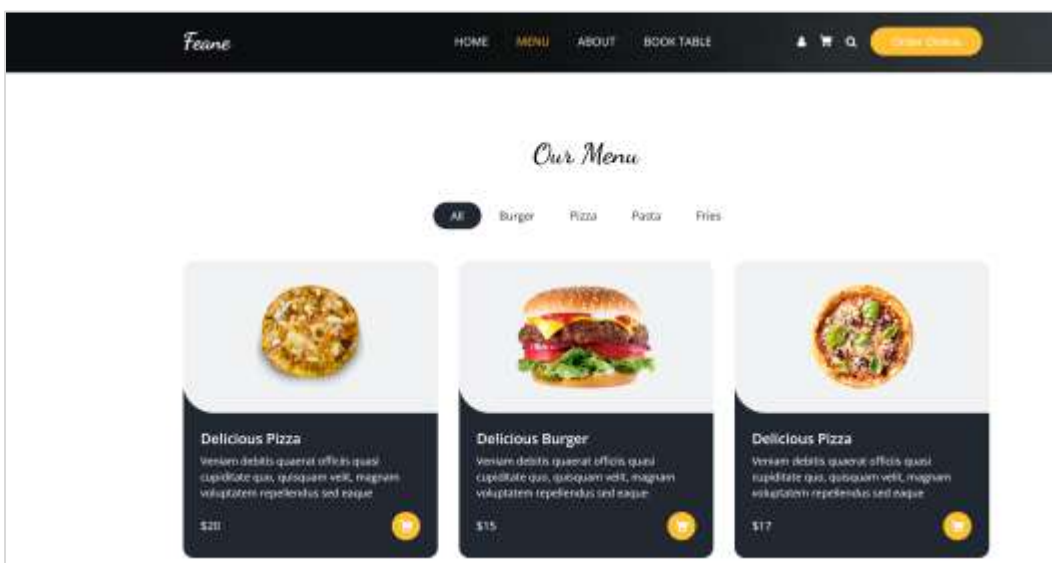 Feane
HOME MENU ABOUT BOOK TABLE Order Online
Our Menu
All Burger Pizza Pasta Fries
Delicious Pizza
Veniam debitis quaerat officiis quasi
cupiditate quo, quisquam velit, magnam
voluptatem repellendus sed eaque
$20
Delicious Burger
Veniam debitis quaerat officiis quasi
cupiditate quo, quisquam velit, magnam
voluptatem repellendus sed eaque
$15
Delicious Pizza
Veniam debitis quaerat officiis quasi
cupiditate quo, quisquam velit, magnam
voluptatem repellendus sed eaque
$17